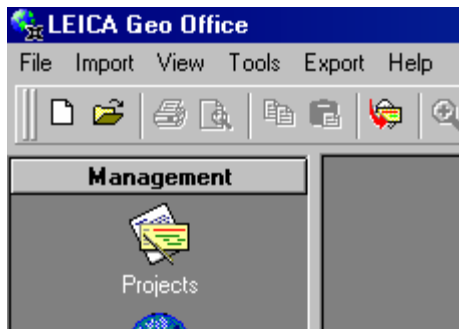 LEICA Geo Office
File Import View Tools Export Help
Management
Projects